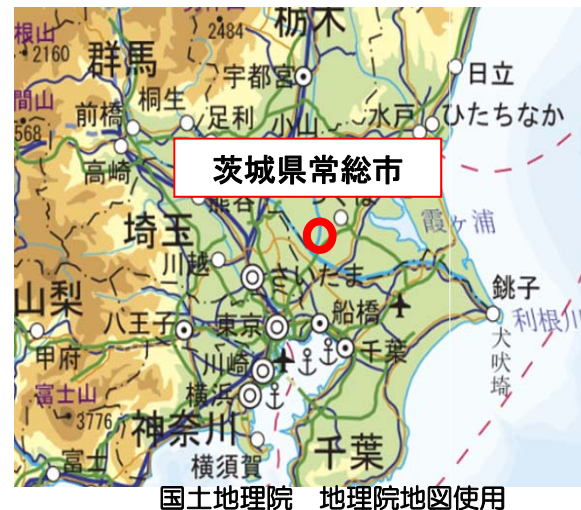 栃木
根山
2160
2484
群馬
宇都宮
日立
間山
568
前橋
桐生
足利
小山
水戸
ひたちなか
高崎
茨城県常総市
熊谷
つくば
霞ヶ浦
埼玉
川越
さいたま
山梨
八王子
東京
船橋
銚子
利根川
甲府
川崎
千葉
犬吠埼
富士山
3776
横浜
神奈川
富士
横須賀
千葉
国土地理院 地理院地図使用